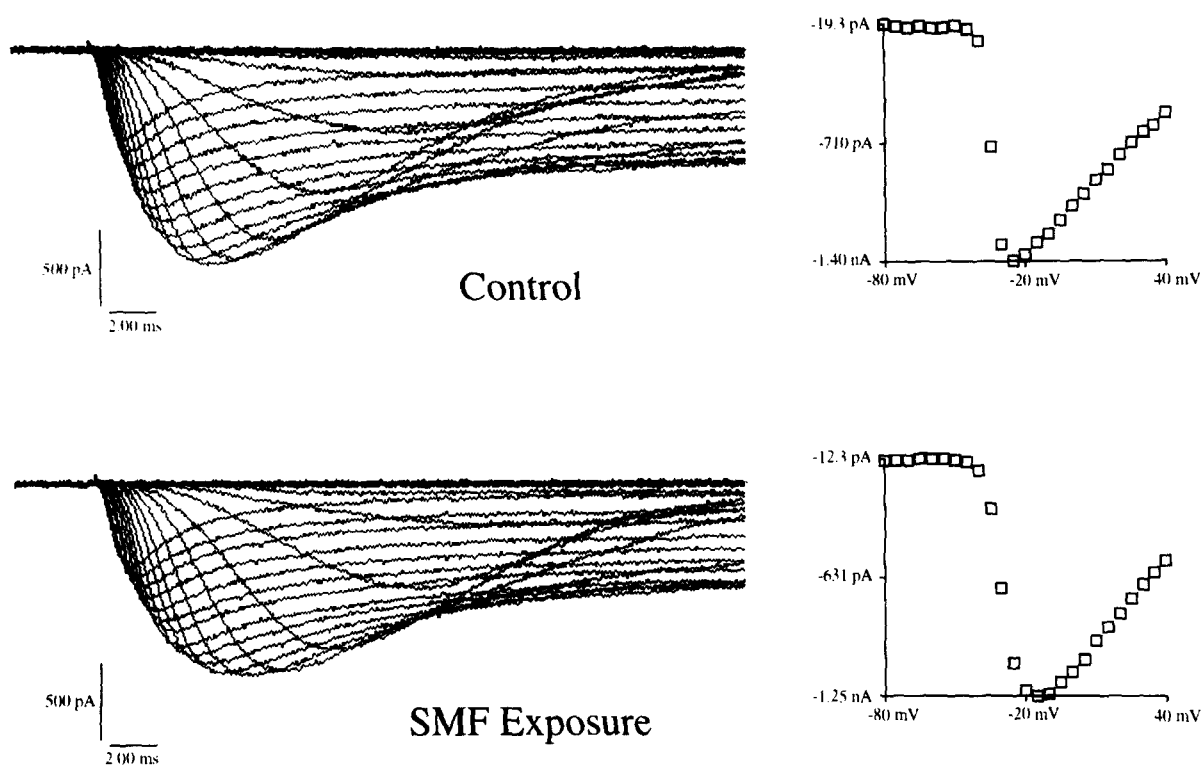 -19.3 pA
-710 pA
-1.40 nA
-80 mV
-20 mV
40 mV
500 pA
2.00 ms
Control
-12.3 pA
-631 pA
-1.25 nA
-80 mV
-20 mV
40 mV
500 pA
2.00 ms
SMF Exposure